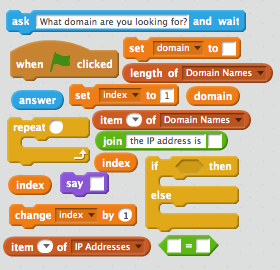 ask What domain are you looking for? and wait
set domain to
when clicked
length of Domain Names
answer
set index to 1
domain
repeat
item of Domain Names
join the IP address is
index
if then
index
say
else
change index by 1
item of IP Addresses
=